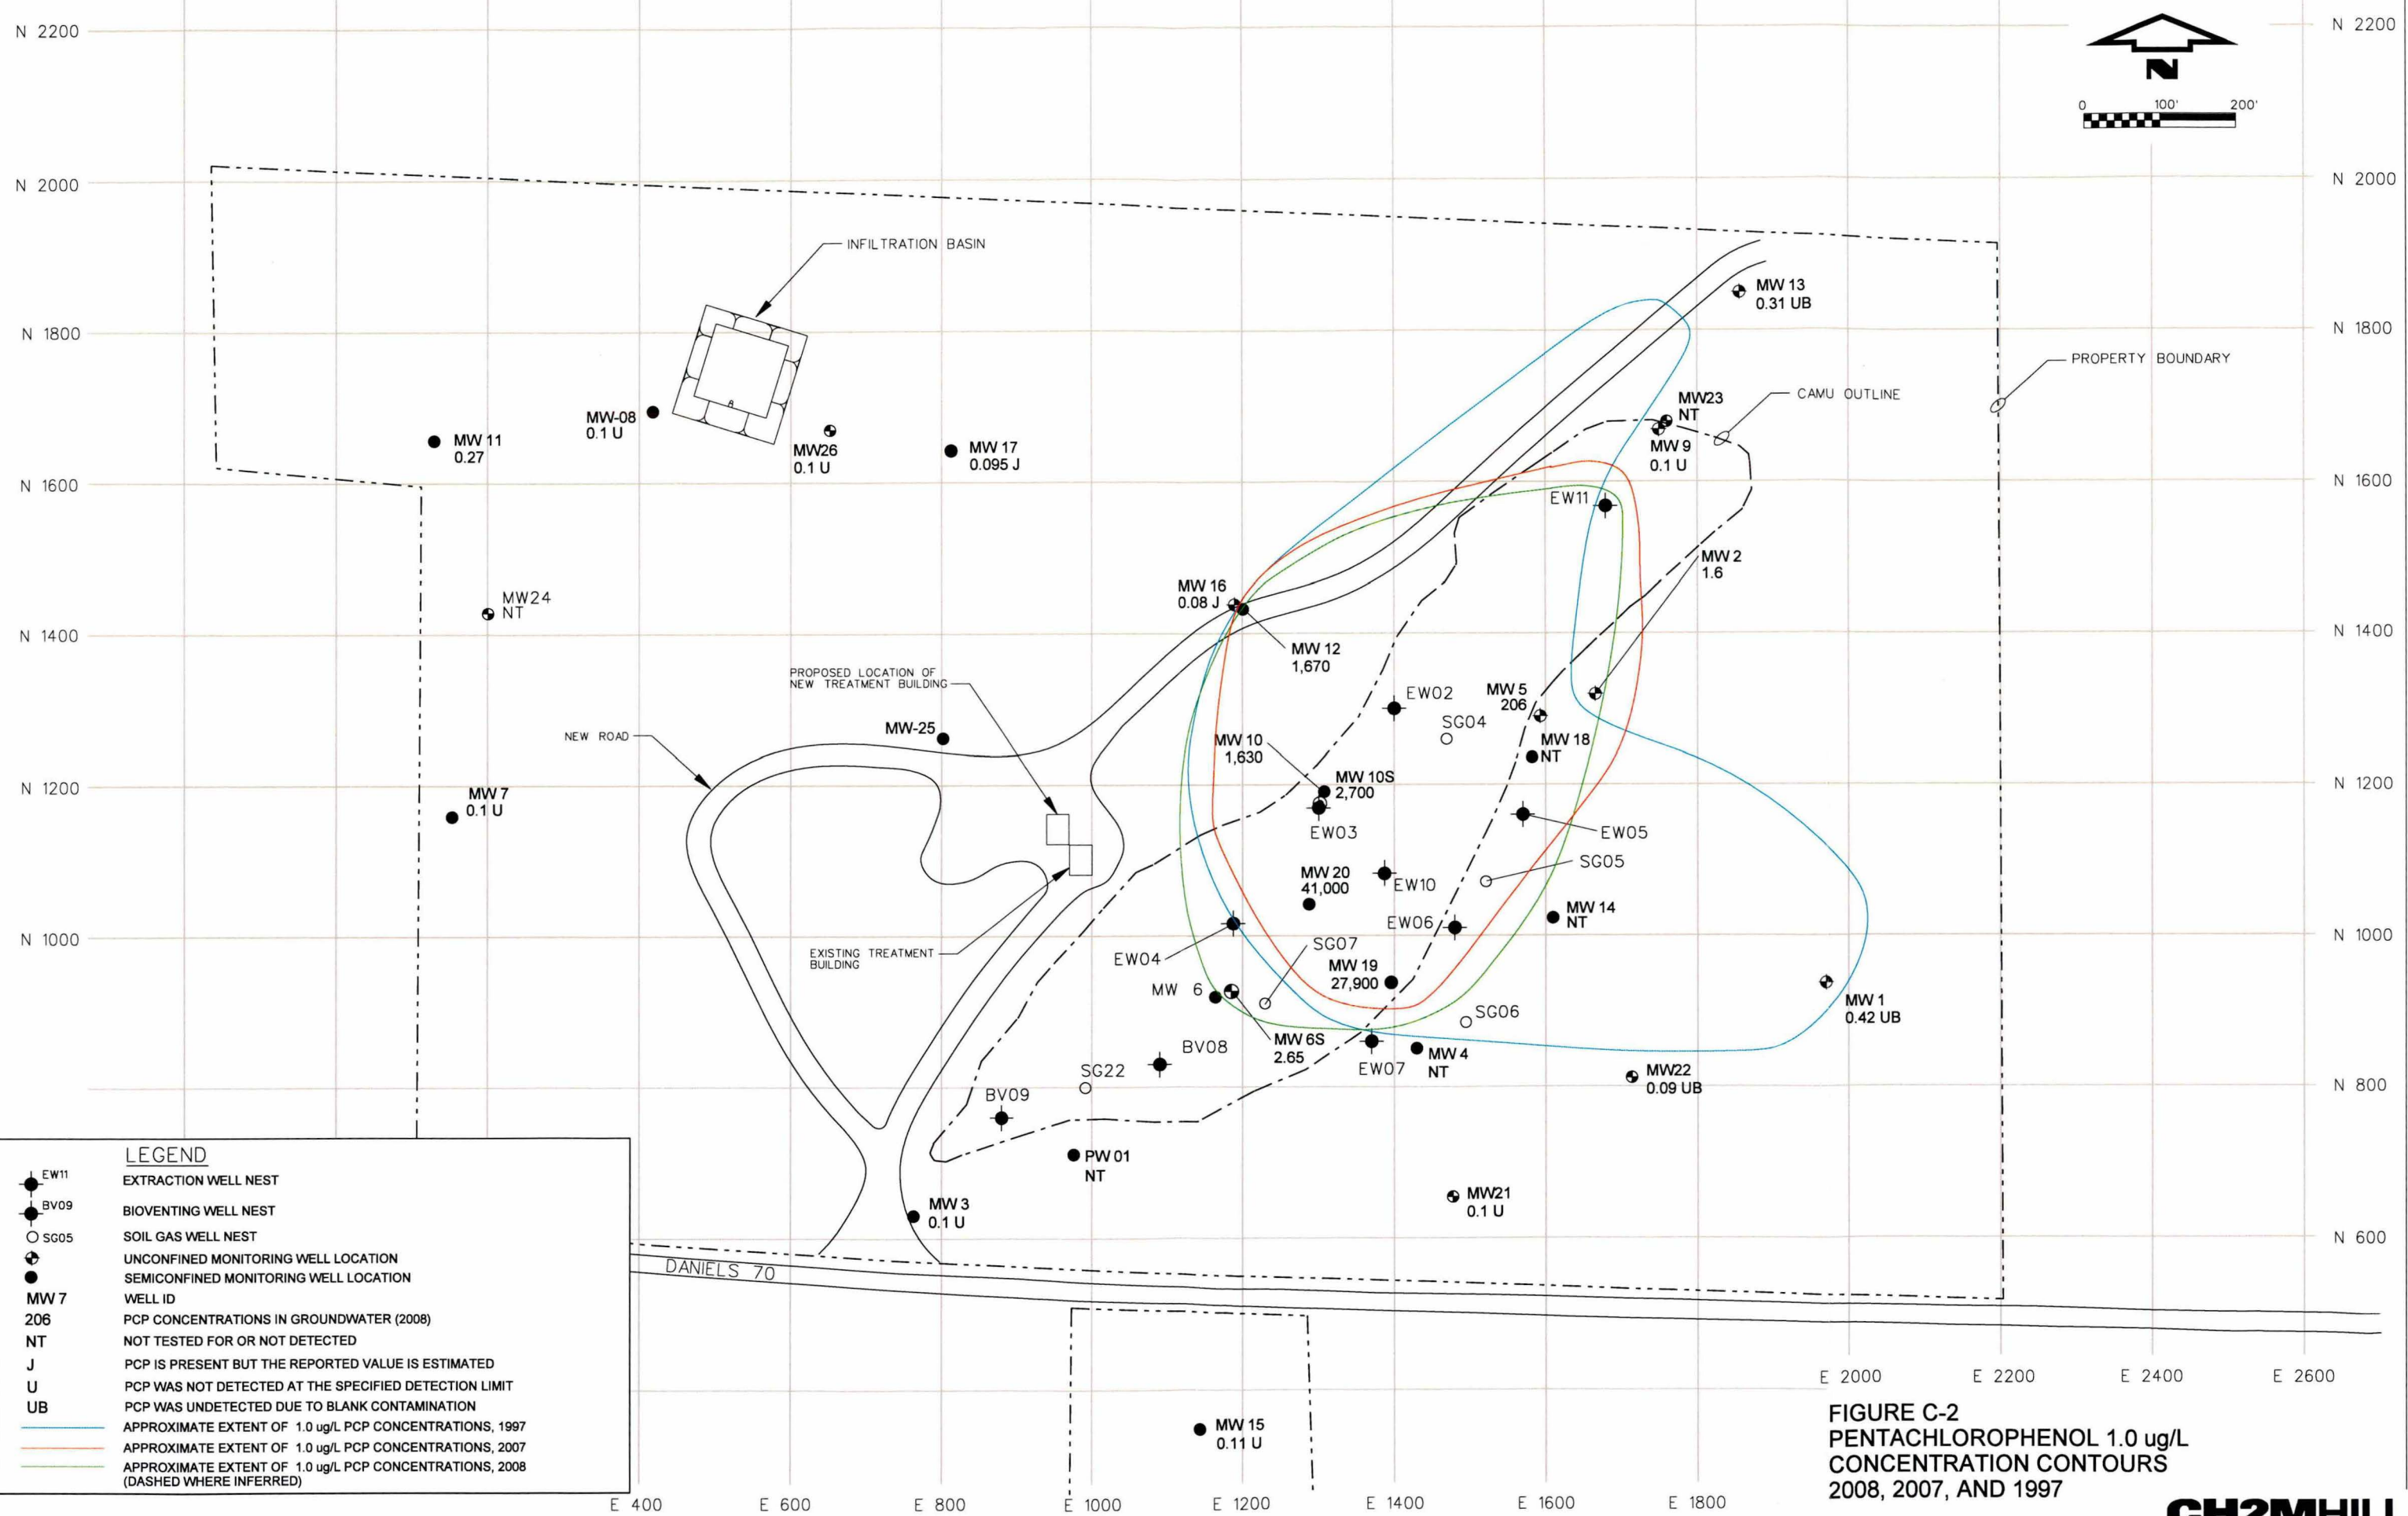 N 2200
N 2200
N
0 100' 200'
N 2000
N 2000
INFILTRATION BASIN
MW 13
0.31 UB
N 1800
N 1800
PROPERTY BOUNDARY
CAMU OUTLINE
MW23
NT
MW-08
0.1 U
MW 11
0.27
MW26
0.1 U
MW 17
0.095 J
MW 9
0.1 U
N 1600
N 1600
EW11
MW 2
1.6
MW24
NT
MW 16
0.08 J
N 1400
N 1400
MW 12
1,670
PROPOSED LOCATION OF
NEW TREATMENT BUILDING
EW02
MW 5
206
SG04
NEW ROAD
MW-25
MW 10
1,630
MW 18
NT
MW 10S
2,700
N 1200
N 1200
MW 7
0.1 U
EW03
EW05
SG05
MW 20
41,000
EW10
MW 14
NT
EW06
N 1000
N 1000
SG07
EXISTING TREATMENT
BUILDING
EW04
MW 19
27,900
MW 6
SG06
MW 1
0.42 UB
MW 6S
2.65
BV08
MW 4
NT
EW07
SG22
MW22
0.09 UB
N 800
BV09
PW 01
NT
MW 3
0.1 U
MW21
0.1 U
N 600
DANIELS 70
LEGEND
EW11 EXTRACTION WELL NEST
BV09 BIOVENTING WELL NEST
SG05 SOIL GAS WELL NEST
UNCONFINED MONITORING WELL LOCATION
SEMICONFINED MONITORING WELL LOCATION
MW 7 WELL ID
206 PCP CONCENTRATIONS IN GROUNDWATER (2008)
NT NOT TESTED FOR OR NOT DETECTED
J PCP IS PRESENT BUT THE REPORTED VALUE IS ESTIMATED
U PCP WAS NOT DETECTED AT THE SPECIFIED DETECTION LIMIT
UB PCP WAS UNDETECTED DUE TO BLANK CONTAMINATION
APPROXIMATE EXTENT OF 1.0 ug/L PCP CONCENTRATIONS, 1997
APPROXIMATE EXTENT OF 1.0 ug/L PCP CONCENTRATIONS, 2007
APPROXIMATE EXTENT OF 1.0 ug/L PCP CONCENTRATIONS, 2008
(DASHED WHERE INFERRED)
MW 15
0.11 U
E 2000 E 2200 E 2400 E 2600
E 400 E 600 E 800 E 1000 E 1200 E 1400 E 1600 E 1800
FIGURE C-2
PENTACHLOROPHENOL 1.0 ug/L
CONCENTRATION CONTOURS
2008, 2007, AND 1997
CH2MHILL